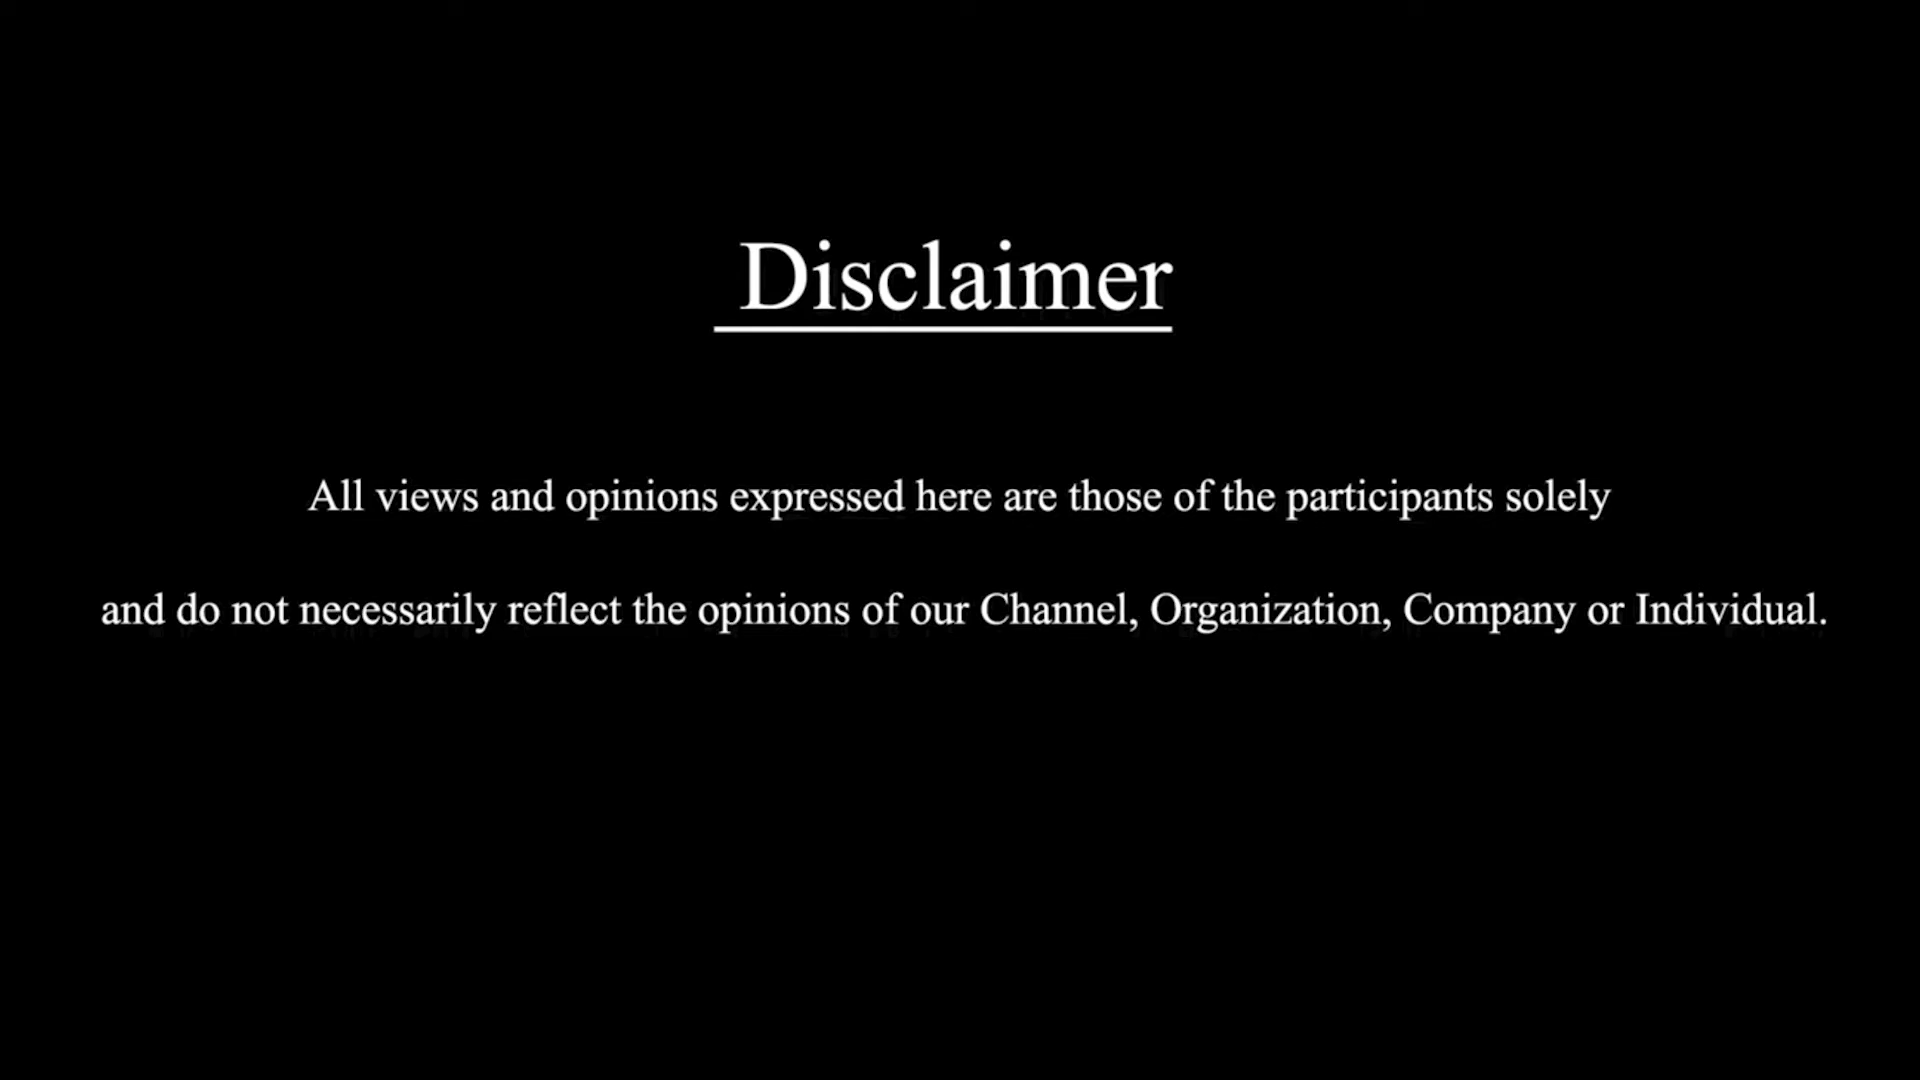 Disclaimer
All views and opinions expressed here are those of the participants solely
and do not necessarily reflect the opinions of our Channel, Organization, Company or Individual.